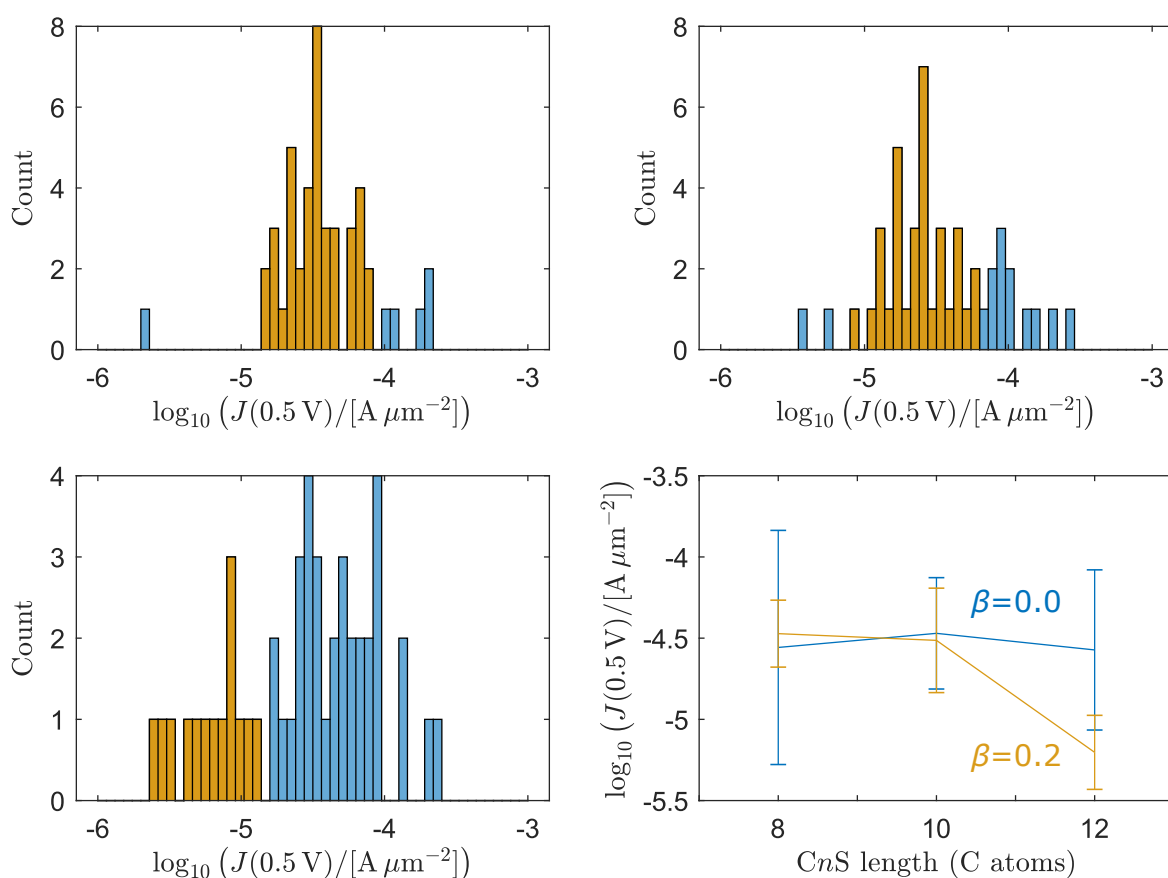 8
6
4
2
0
Count
-6 -5 -4 -3
log₁₀ (J(0.5 V)/[A μm⁻²])
8
6
4
2
0
Count
-6 -5 -4 -3
log₁₀ (J(0.5 V)/[A μm⁻²])
4
3
2
1
0
Count
-6 -5 -4 -3
log₁₀ (J(0.5 V)/[A μm⁻²])
-3.5
-4
-4.5
-5
-5.5
log₁₀ (J(0.5 V)/[A μm⁻²])
β=0.0
β=0.2
8 10 12
CnS length (C atoms)